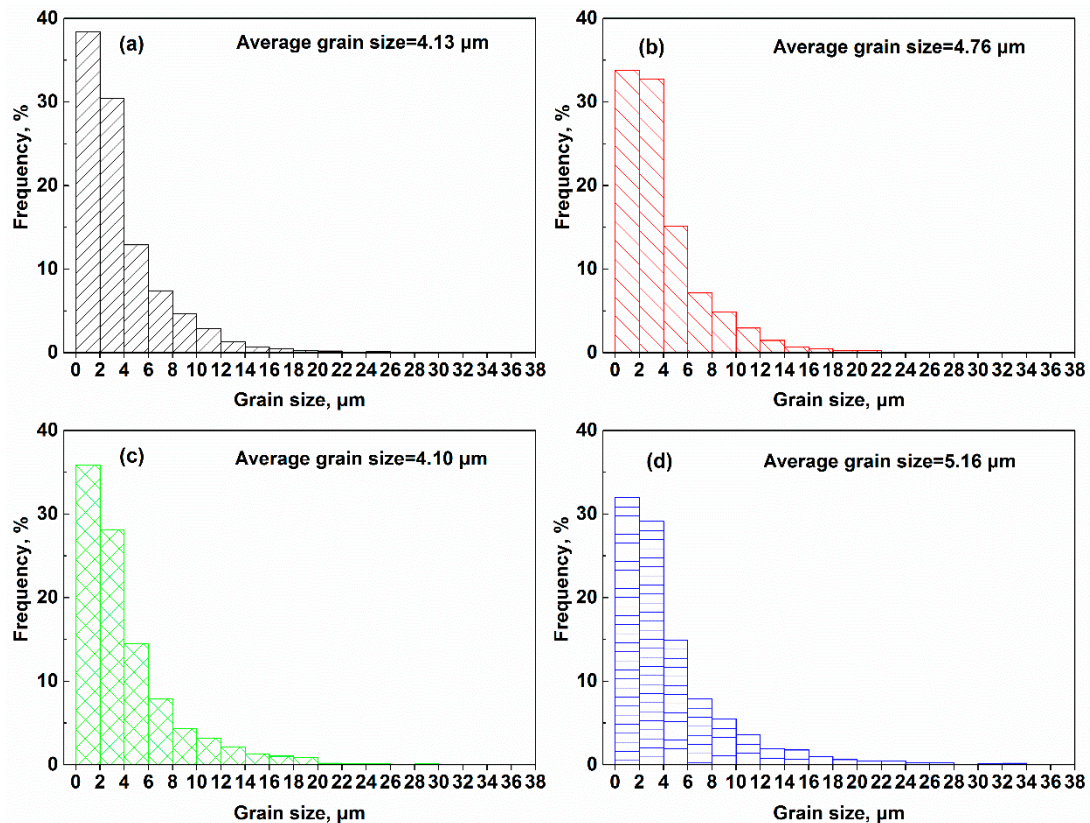 40
(a)
Average grain size=4.13 µm
30
20
10
0
Frequency, %
0 2 4 6 8 10 12 14 16 18 20 22 24 26 28 30 32 34 36 38
Grain size, µm
40
(b)
Average grain size=4.76 µm
30
20
10
0
Frequency, %
0 2 4 6 8 10 12 14 16 18 20 22 24 26 28 30 32 34 36 38
Grain size, µm
40
(c)
Average grain size=4.10 µm
30
20
10
0
Frequency, %
0 2 4 6 8 10 12 14 16 18 20 22 24 26 28 30 32 34 36 38
Grain size, µm
40
(d)
Average grain size=5.16 µm
30
20
10
0
Frequency, %
0 2 4 6 8 10 12 14 16 18 20 22 24 26 28 30 32 34 36 38
Grain size, µm